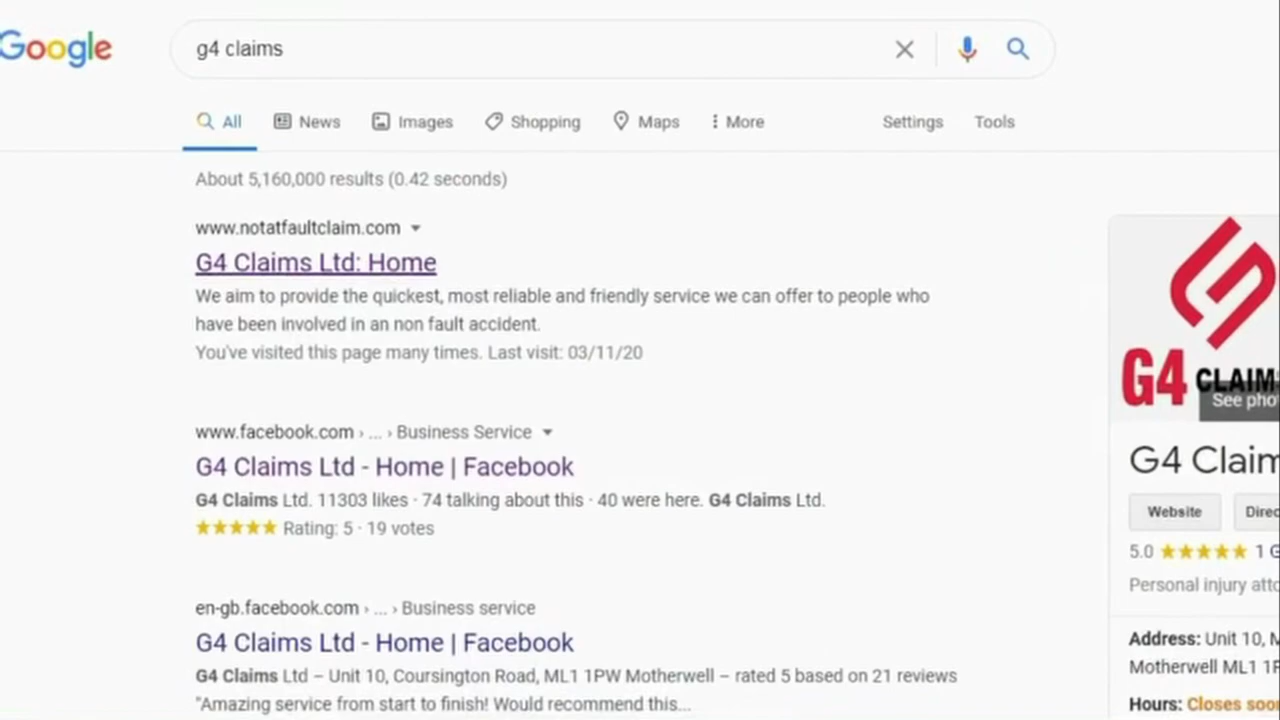 Google
g4 claims
All News Images Shopping Maps More Settings Tools
About 5,160,000 results (0.42 seconds)
www.notatfaultclaim.com
G4 Claims Ltd: Home
We aim to provide the quickest, most reliable and friendly service we can offer to people who
have been involved in an non fault accident.
You've visited this page many times. Last visit: 03/11/20
www.facebook.com › ... › Business Service
G4 Claims Ltd - Home | Facebook
G4 Claims Ltd. 11303 likes · 74 talking about this · 40 were here. G4 Claims Ltd.
Rating: 5 · 19 votes
en-gb.facebook.com › ... › Business service
G4 Claims Ltd - Home | Facebook
G4 Claims Ltd – Unit 10, Coursington Road, ML1 1PW Motherwell – rated 5 based on 21 reviews
"Amazing service from start to finish! Would recommend this...
G4 CLAIM
See pho
G4 Claim
Website Direc
5.0 1 G
Personal injury atto
Address: Unit 10, M
Motherwell ML1 1P
Hours: Closes soo